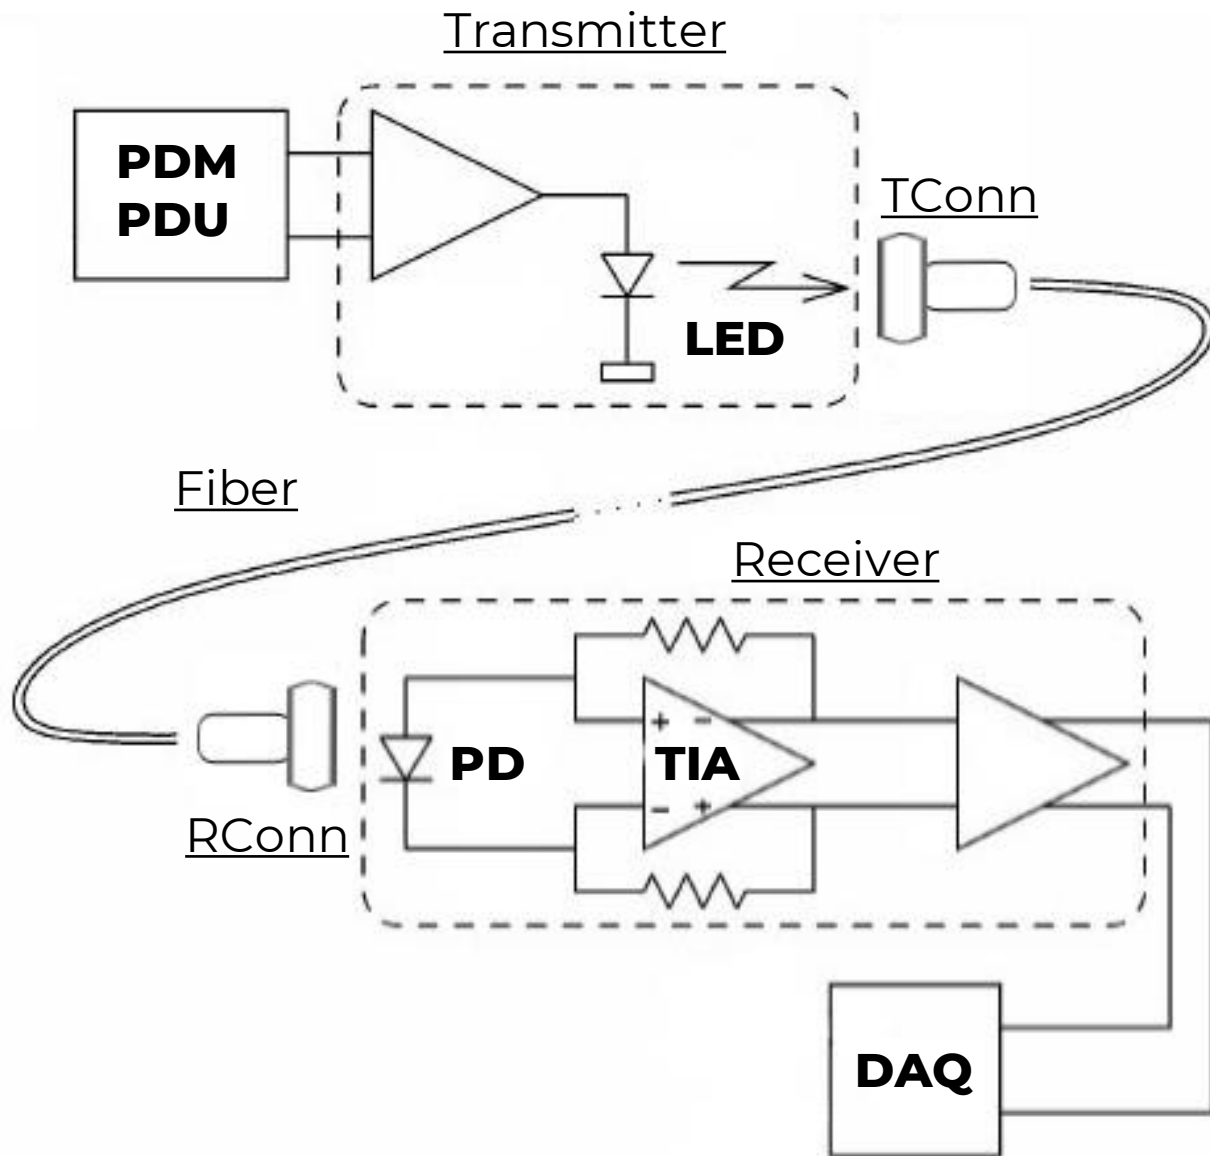 Transmitter
PDM
PDU
TConn
LED
Fiber
Receiver
+ -
PD
TIA
- +
RConn
DAQ